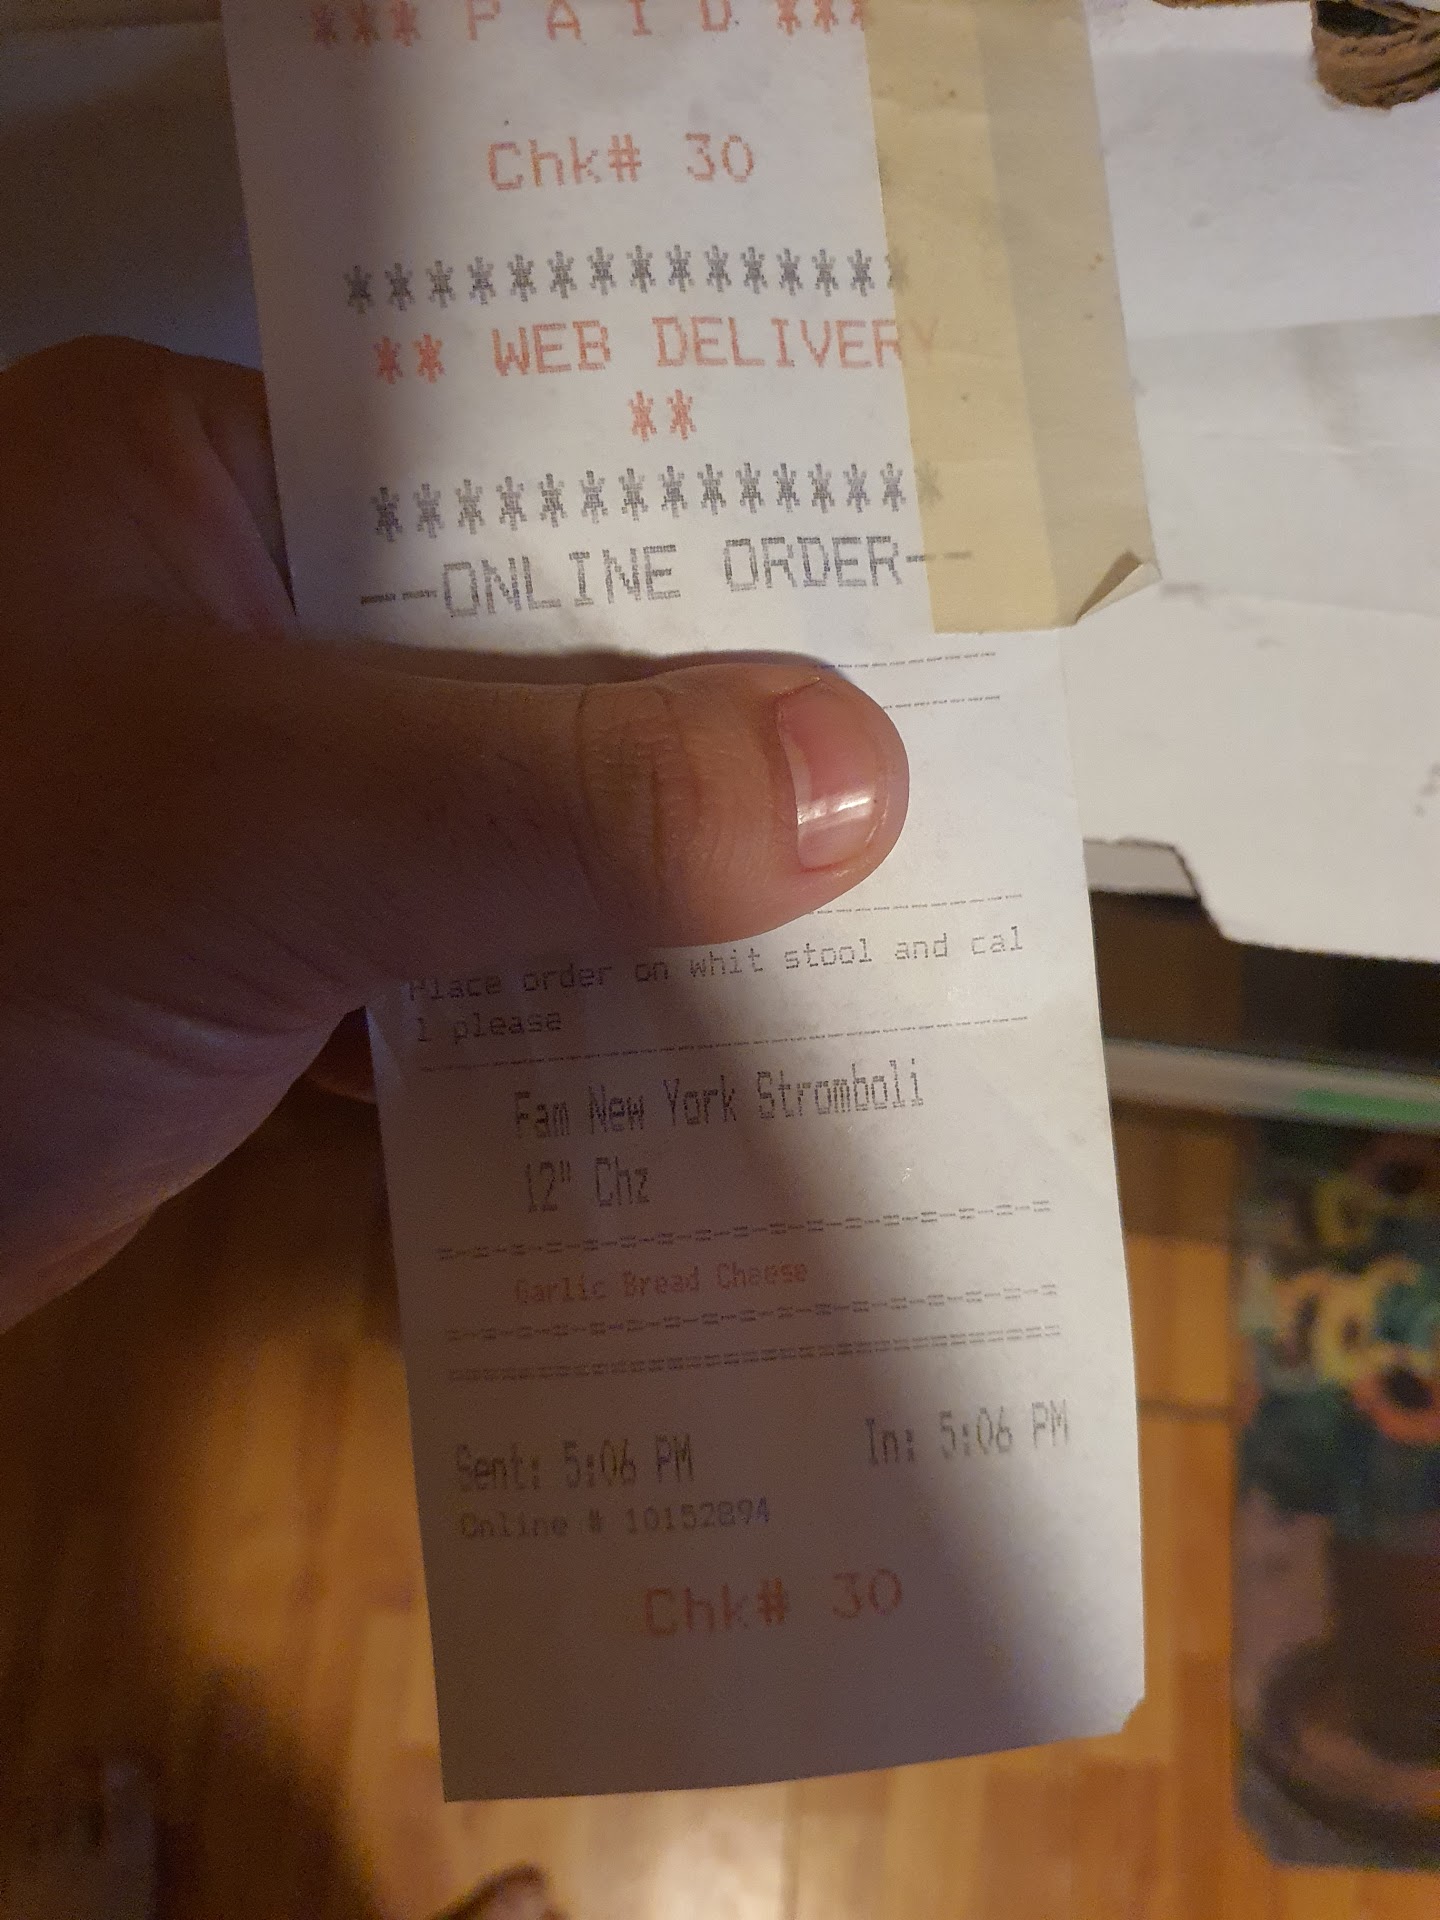 *** P A I D ***
Chk# 30
***************
** WEB DELIVERY
**
***************
--ONLINE ORDER--
Place order on whit stool and cal
l please
Fam New York Stromboli
12" Chz
Garlic Bread Cheese
Sent: 5:06 PM In: 5:06 PM
Online # 10152894
Chk# 30